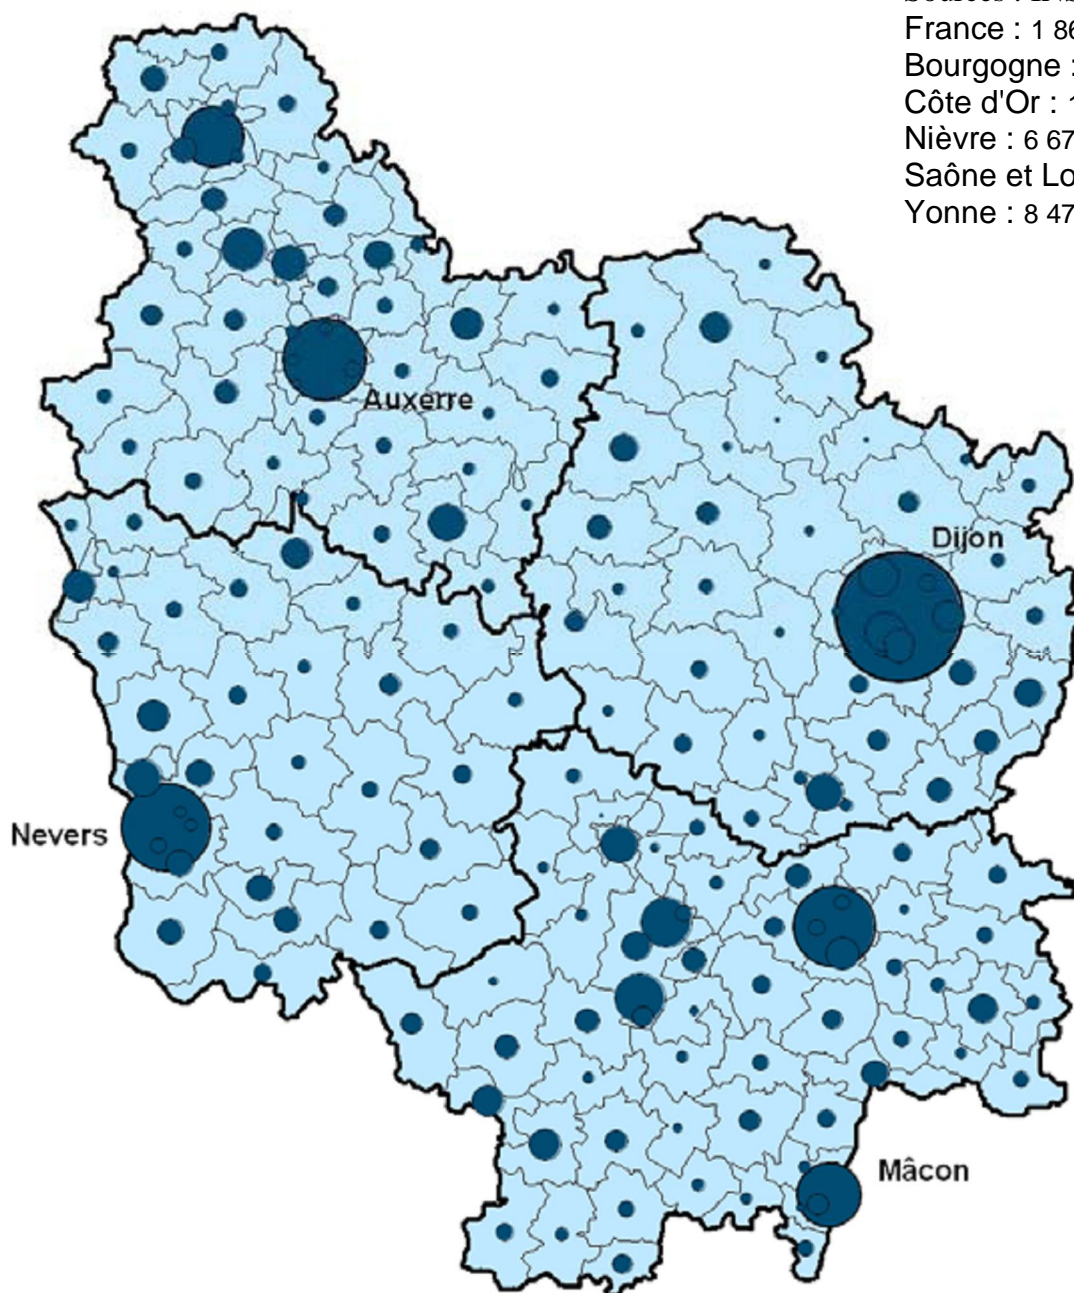 France : 1 86
Bourgogne :
Côte d'Or : 1
Nièvre : 6 67
Saône et Lo
Yonne : 8 47
Auxerre
Dijon
Nevers
Mâcon